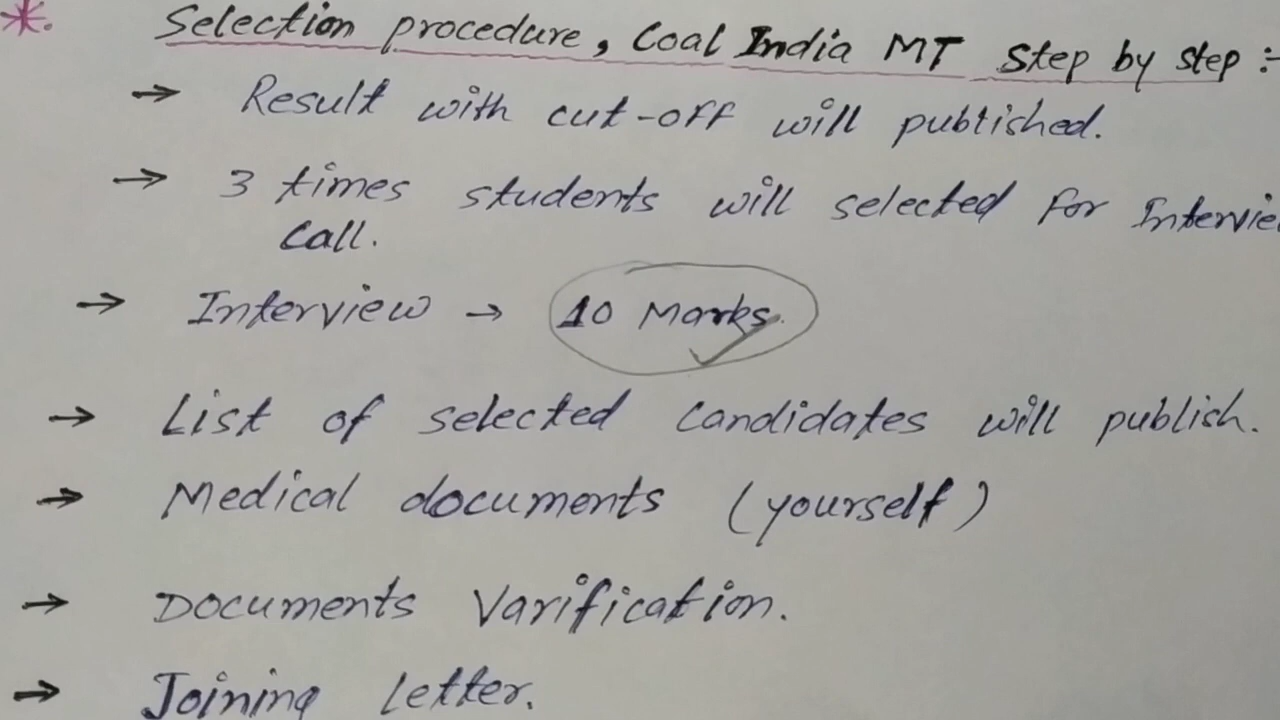 *. Selection procedure, Coal India MT Step by step :-
→ Result with cut-off will published.
→ 3 times students will selected for Intervie
Call.
→ Interview → 10 Marks.
→ List of selected candidates will publish.
→ Medical documents (yourself)
→ Documents Varification.
→ Joining Letter.